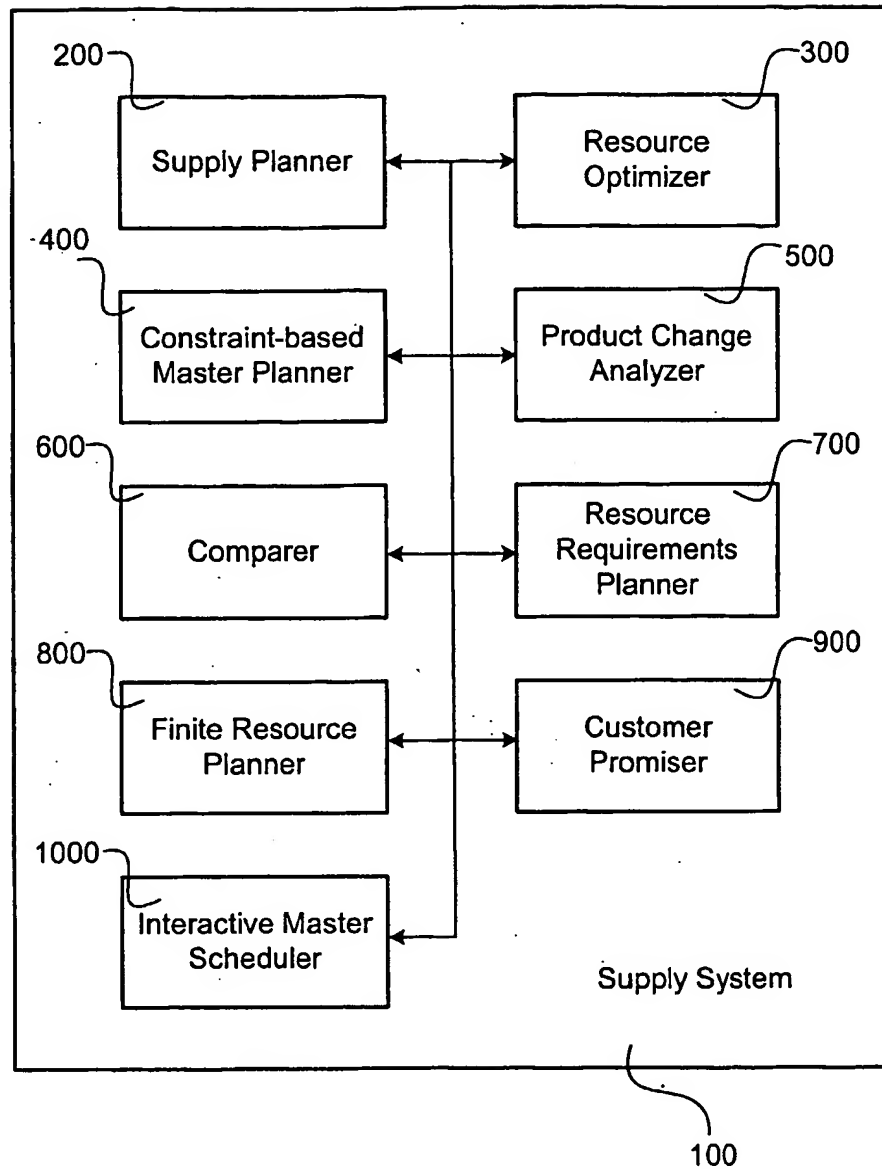 200
300
Supply Planner
Resource
Optimizer
400
500
Constraint-based
Master Planner
Product Change
Analyzer
600
700
Comparer
Resource
Requirements
Planner
800
900
Finite Resource
Planner
Customer
Promiser
1000
Interactive Master
Scheduler
Supply System
100